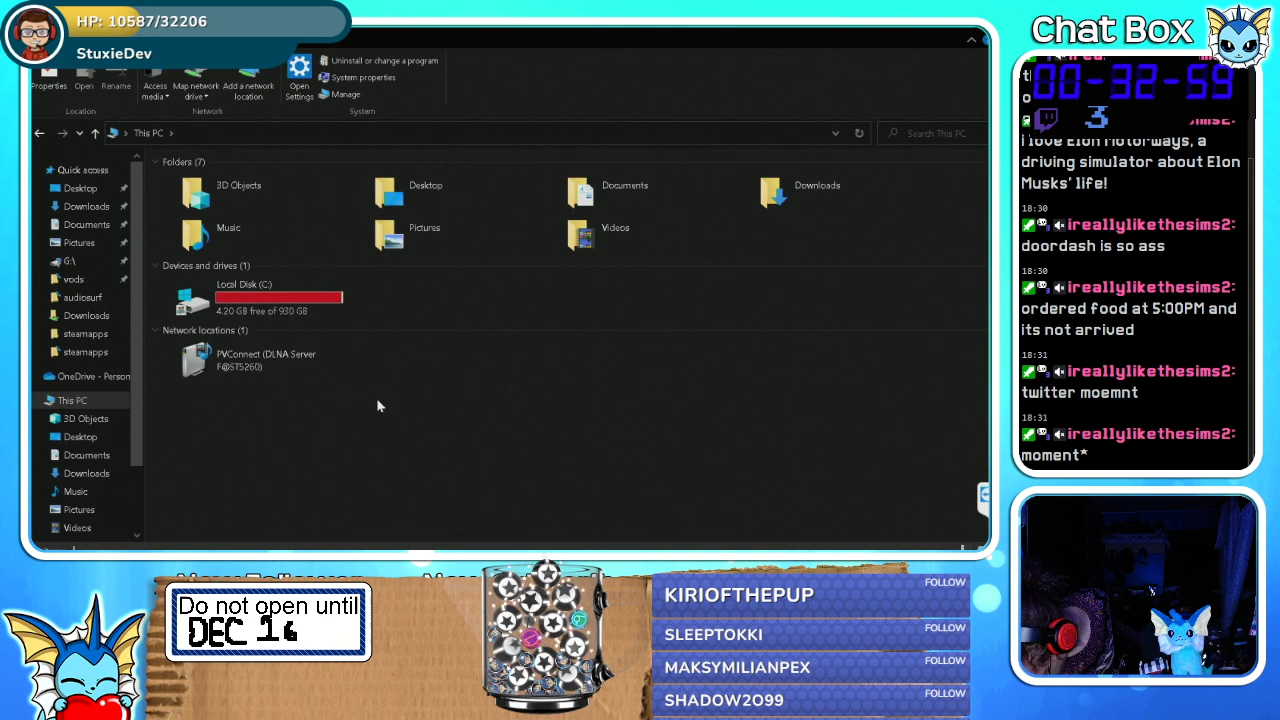 HP: 10587/32206
StuxieDev
Properties
Open
Rename
Access media
Map network drive
Add a network location
Open Settings
Uninstall or change a program
System properties
Manage
Location
Network
System
This PC
Search This PC
Quick access
Desktop
Downloads
Documents
Pictures
G:\
vods
audiosurf
Downloads
steamapps
steamapps
OneDrive - Person
This PC
3D Objects
Desktop
Documents
Downloads
Music
Pictures
Videos
Folders (7)
3D Objects
Desktop
Documents
Downloads
Music
Pictures
Videos
Devices and drives (1)
Local Disk (C:)
4.20 GB free of 930 GB
Network locations (1)
PVConnect (DLNA Server
F@ST5260)
Chat Box
00-32-59
3
i love Elon Motorways, a
driving simulator about Elon
Musks' life!
18:30
ireallylikethesims2:
doordash is so ass
18:30
ireallylikethesims2:
ordered food at 5:00PM and
its not arrived
18:31
ireallylikethesims2:
twitter moemnt
18:31
ireallylikethesims2:
moment*
Do not open until
DEC 16
KIRIOFTHEPUP
FOLLOW
SLEEPTOKKI
FOLLOW
MAKSYMILIANPEX
FOLLOW
SHADOW2O99
FOLLOW